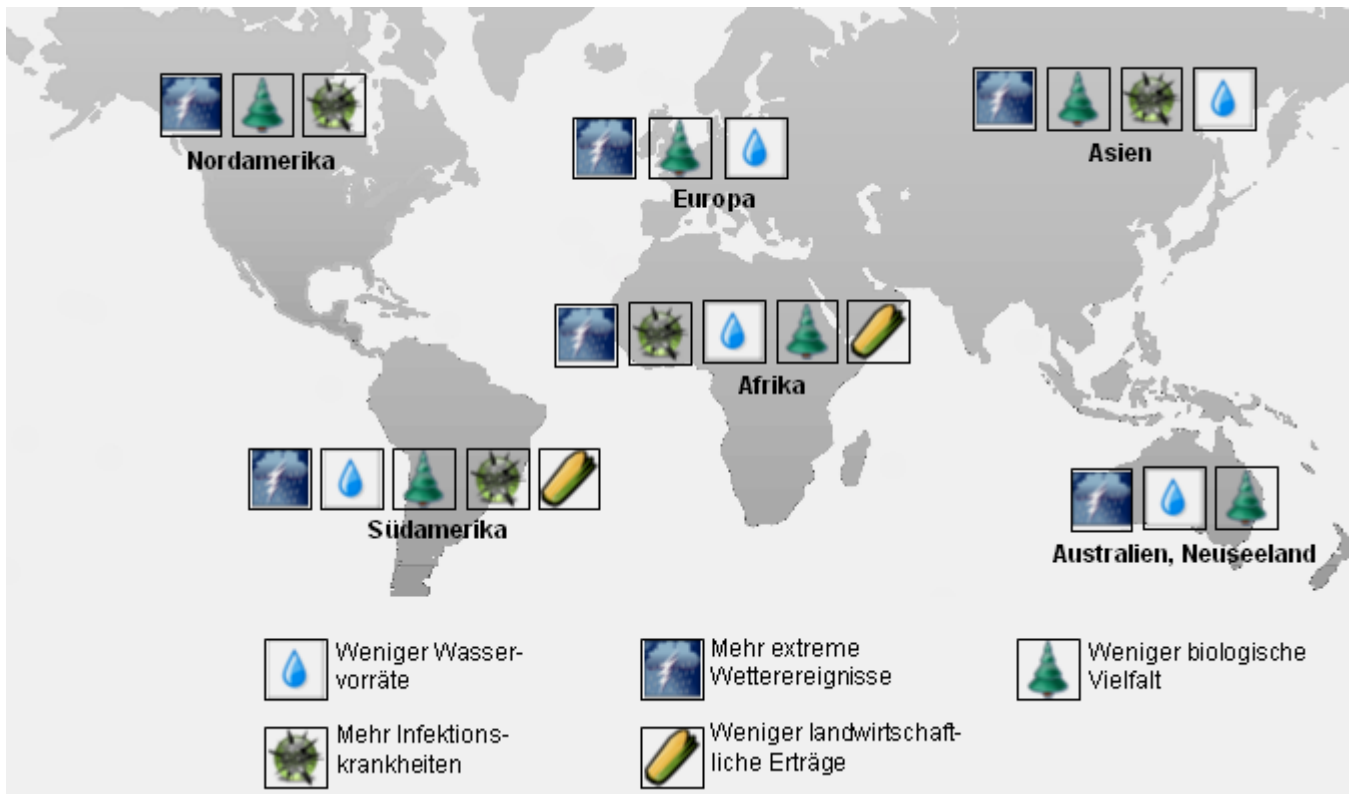 Nordamerika
Asien
Europa
Afrika
Südamerika
Australien, Neuseeland
Weniger Wasser-
vorräte
Mehr extreme
Wetterereignisse
Weniger biologische
Vielfalt
Mehr Infektions-
krankheiten
Weniger landwirtschaft-
liche Erträge